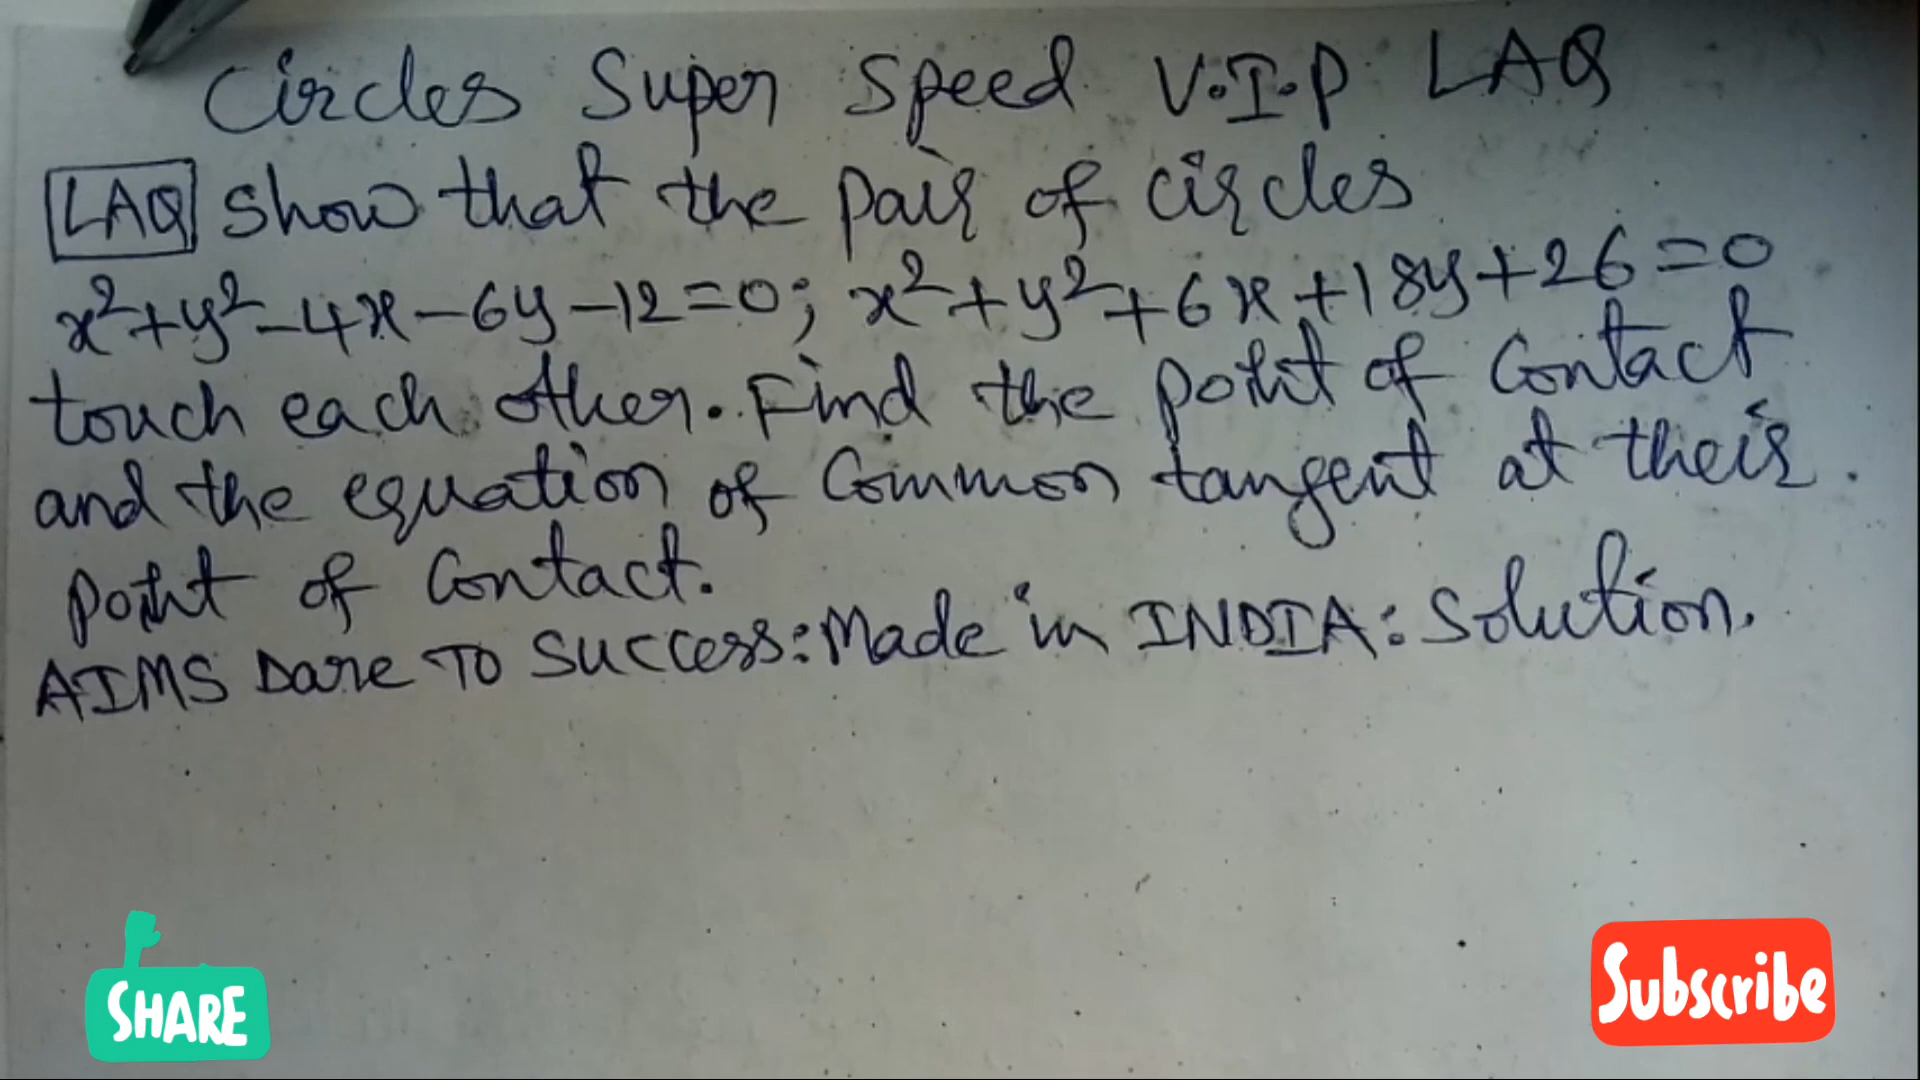 Circles Super Speed V.I.P LAQ
LAQ Show that the pair of circles
x²+y²-4x-6y-12=0; x²+y²+6x+18y+26=0
touch each other. Find the point of Contact
and the equation of Common tangent at their
point of Contact.
AIMS Dare To Success: Made in INDIA: Solution.
SHARE
Subscribe